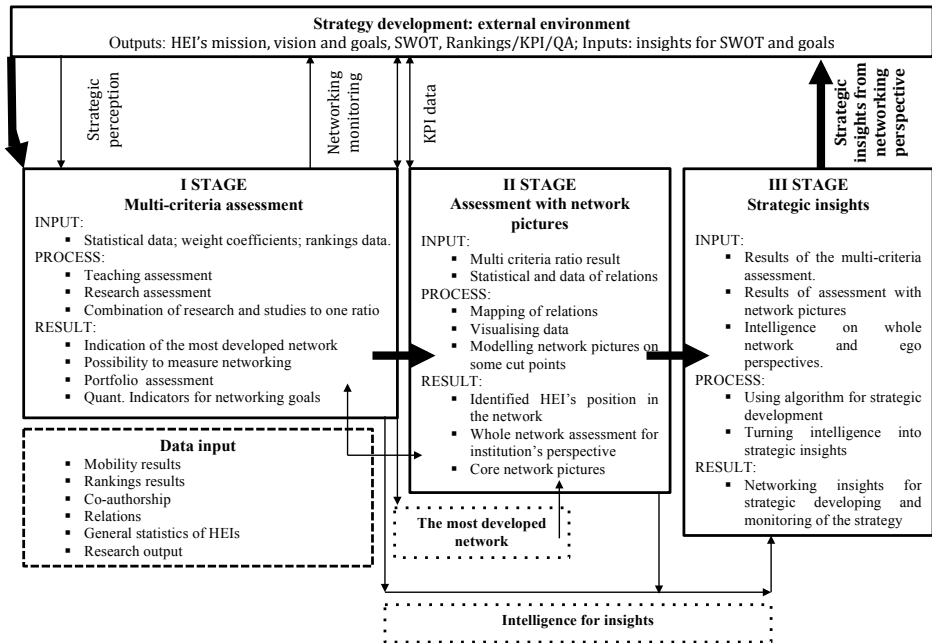 Strategy development: external environment
Outputs: HEI's mission, vision and goals, SWOT, Rankings/KPI/QA; Inputs: insights for SWOT and goals
Strategic
perception
Networking
monitoring
KPI data
Strategic
insights from
networking
perspective
I STAGE
Multi-criteria assessment
INPUT:
▪ Statistical data; weight coefficients; rankings data.
PROCESS:
▪ Teaching assessment
▪ Research assessment
▪ Combination of research and studies to one ratio
RESULT:
▪ Indication of the most developed network
▪ Possibility to measure networking
▪ Portfolio assessment
▪ Quant. Indicators for networking goals
II STAGE
Assessment with network
pictures
INPUT:
▪ Multi criteria ratio result
▪ Statistical and data of relations
PROCESS:
▪ Mapping of relations
▪ Visualising data
▪ Modelling network pictures on
some cut points
RESULT:
▪ Identified HEI's position in
the network
▪ Whole network assessment for
institution's perspective
▪ Core network pictures
III STAGE
Strategic insights
INPUT:
▪ Results of the multi-criteria
assessment.
▪ Results of assessment with
network pictures
▪ Intelligence on whole
network and ego
perspectives.
PROCESS:
▪ Using algorithm for strategic
development
▪ Turning intelligence into
strategic insights
RESULT:
▪ Networking insights for
strategic developing and
monitoring of the strategy
Data input
▪ Mobility results
▪ Rankings results
▪ Co-authorship
▪ Relations
▪ General statistics of HEIs
▪ Research output
The most developed
network
Intelligence for insights